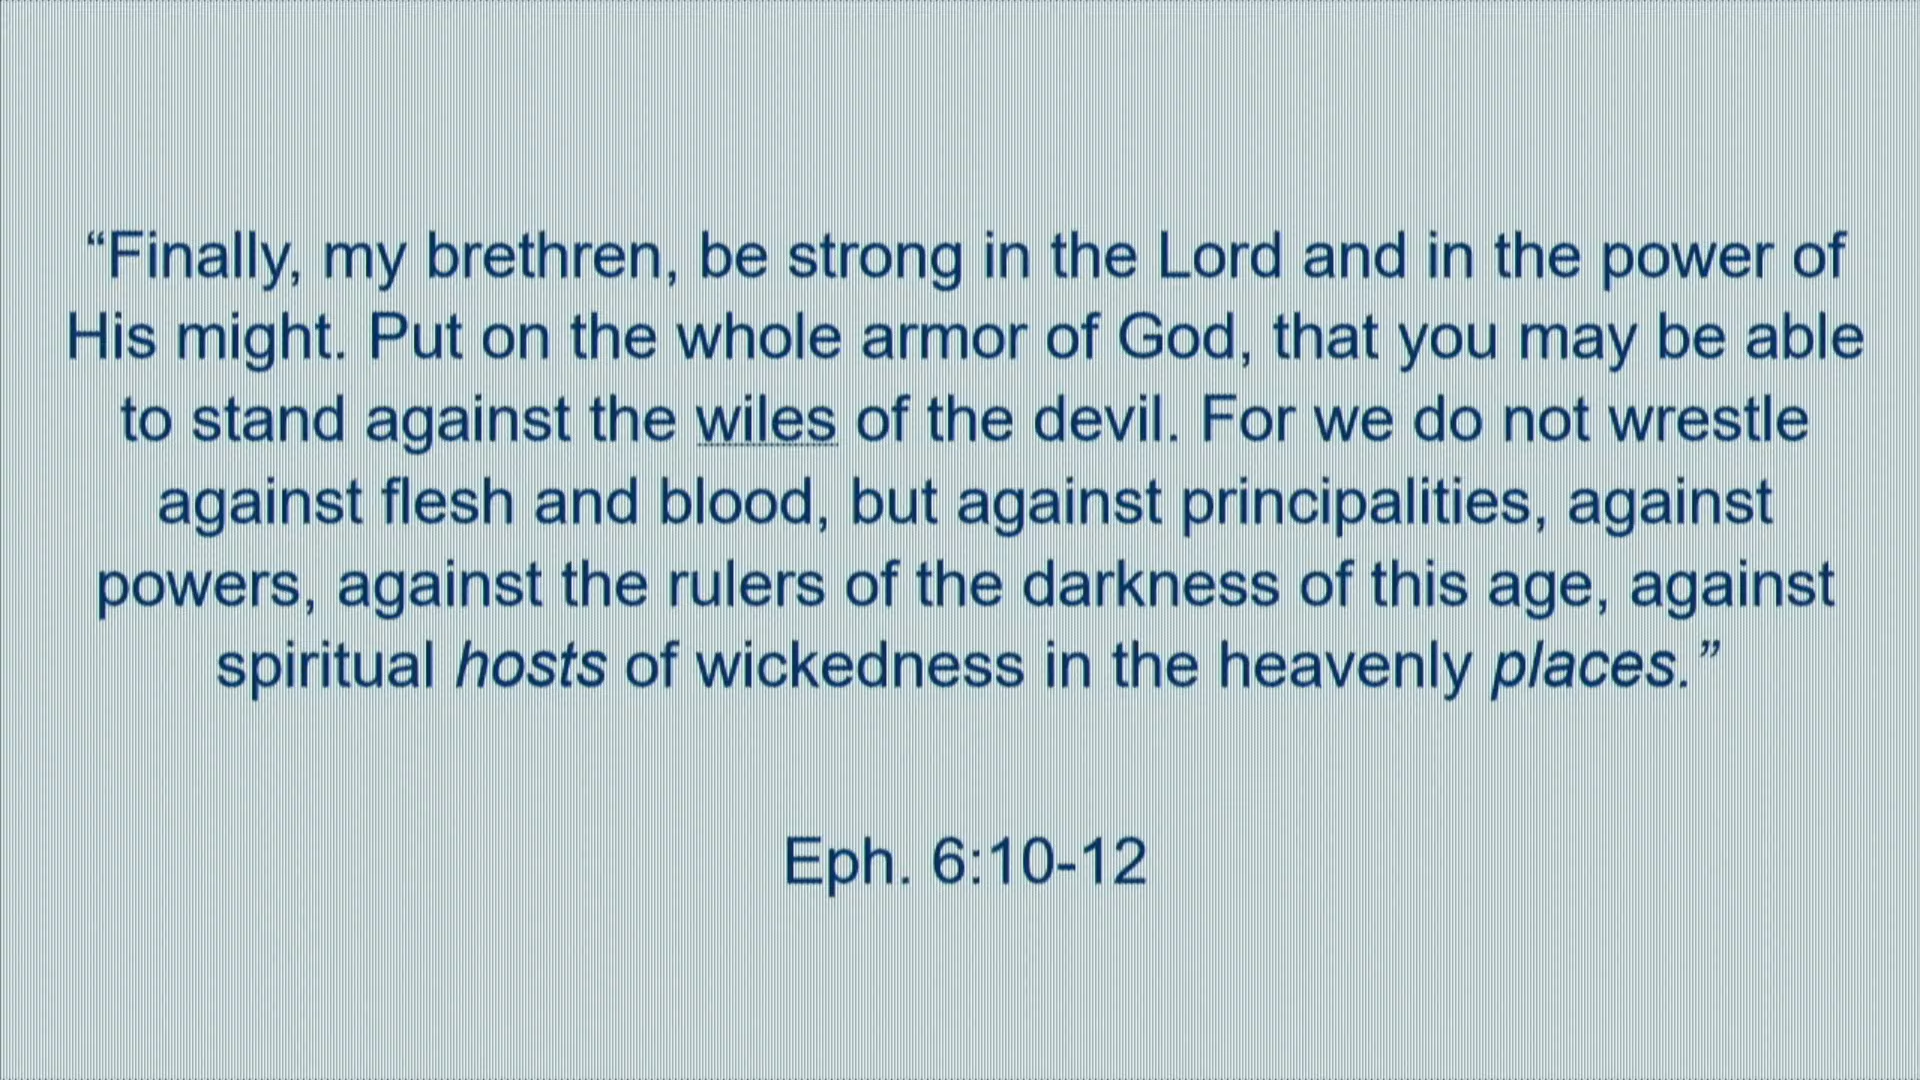 “Finally, my brethren, be strong in the Lord and in the power of
His might. Put on the whole armor of God, that you may be able
to stand against the wiles of the devil. For we do not wrestle
against flesh and blood, but against principalities, against
powers, against the rulers of the darkness of this age, against
spiritual hosts of wickedness in the heavenly places.”
Eph. 6:10-12